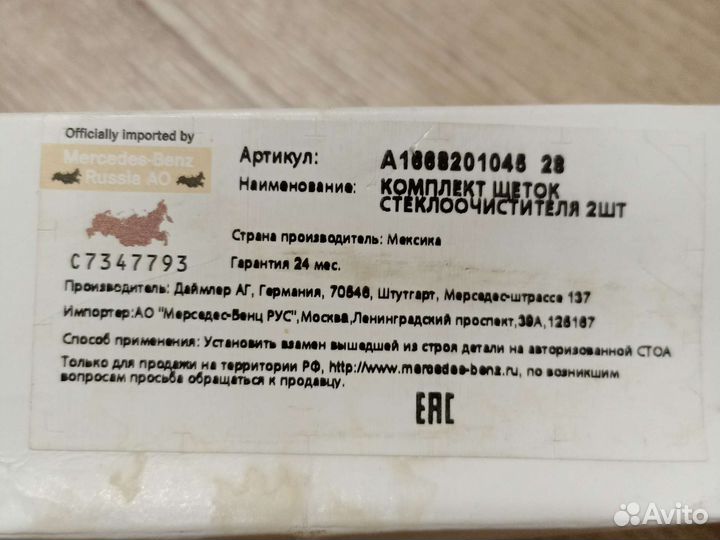 Officially imported by
Mercedes-Benz
Russia AO
Артикул: A1668201045 28
Наименование: КОМПЛЕКТ ЩЕТОК
СТЕКЛООЧИСТИТЕЛЯ 2ШТ
Страна производитель: Мексика
C7347793 Гарантия 24 мес.
Производитель: Даймлер АГ, Германия, 70546, Штутгарт, Мерседес-штрассе 137
Импортер:АО "Мерседес-Бенц РУС",Москва,Ленинградский проспект,39А,125167
Способ применения: Установить взамен вышедшей из строя детали на авторизованной СТОА
Только для продажи на территории РФ, http://www.mercedes-benz.ru, по возникшим
вопросам просьба обращаться к продавцу.
EAC
Avito